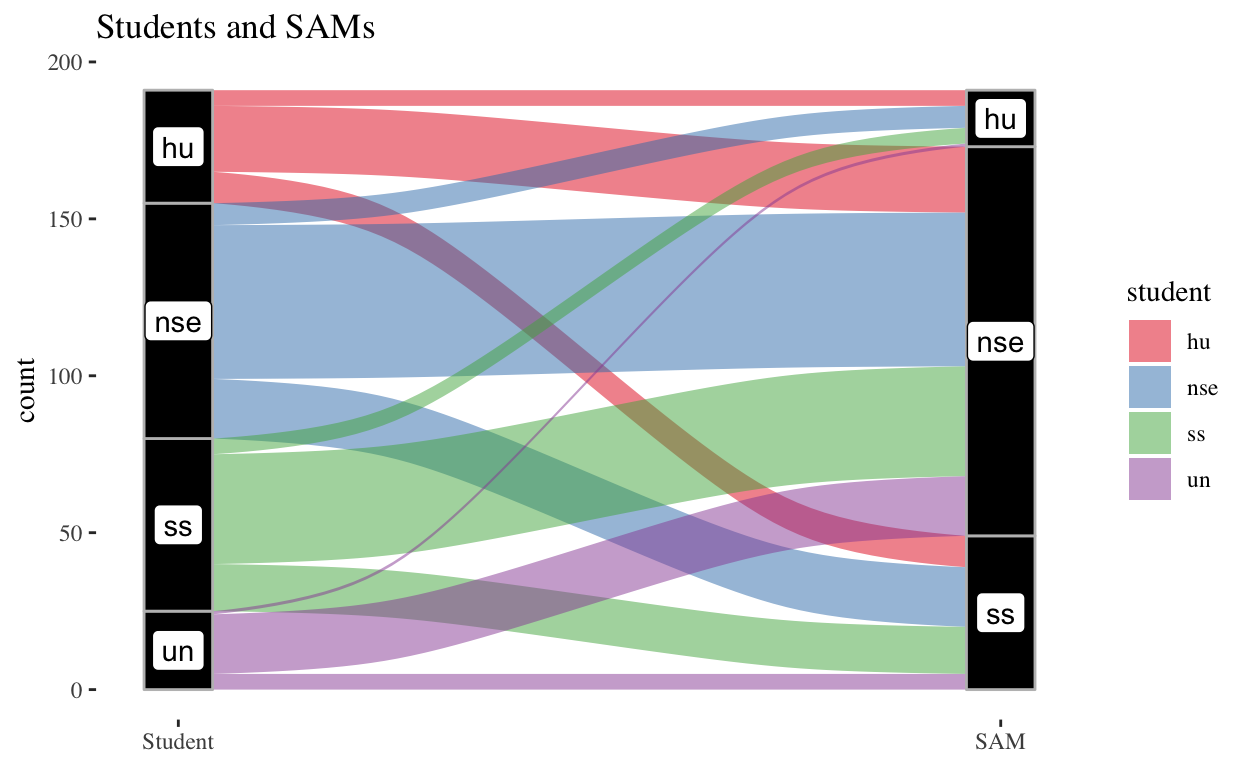 Students and SAMs
200
150
100
50
0
count
hu
nse
ss
un
hu
nse
ss
Student
SAM
student
hu
nse
ss
un